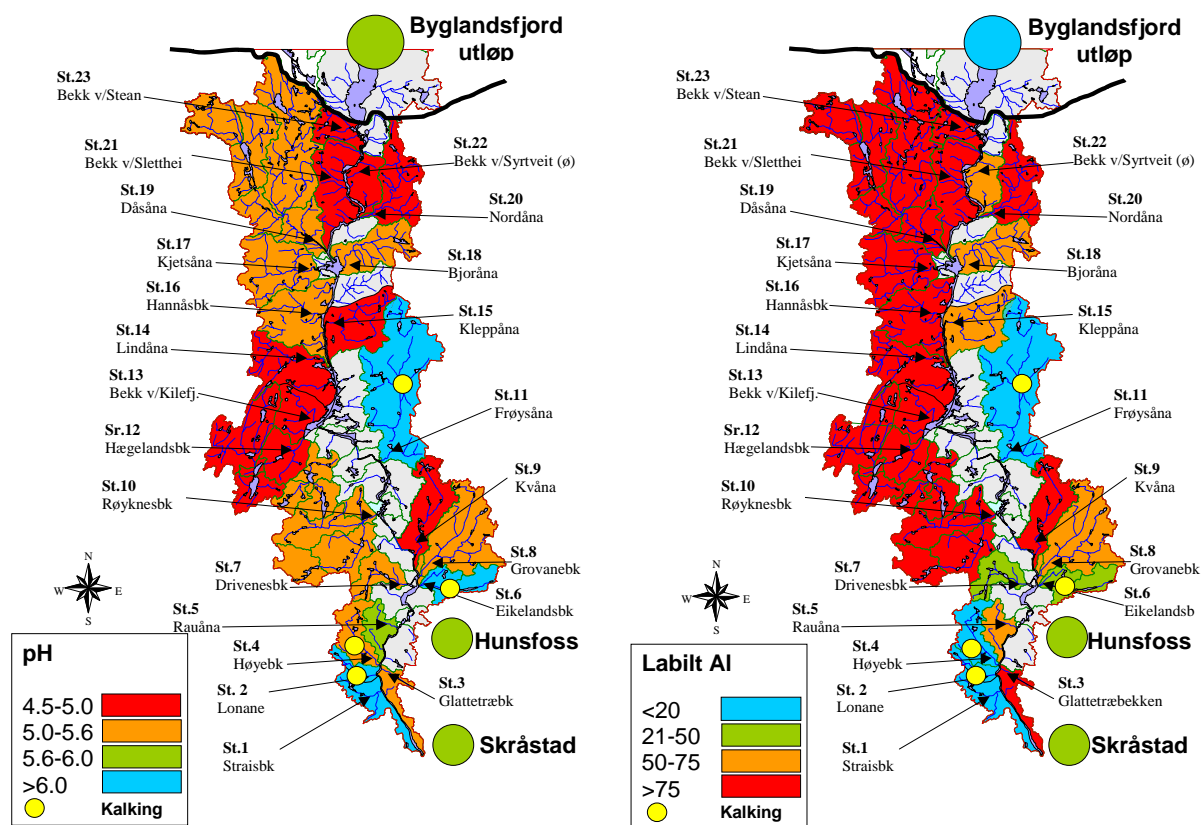 Byglandsfjord
utløp
St.23
Bekk v/Stean
St.22
Bekk v/Syrtveit (ø)
St.21
Bekk v/Sletthei
St.19
Dåsåna
St.20
Nordåna
St.17
Kjetsåna
St.18
Bjoråna
St.16
Hannåsbk
St.15
Kleppåna
St.14
Lindåna
St.13
Bekk v/Kilefj.
St.11
Frøysåna
Sr.12
Hægelandsbk
St.9
Kvåna
St.10
Røyknesbk
St.8
Grovanebk
St.7
Drivenesbk
St.6
Eikelandsbk
St.5
Rauåna
Hunsfoss
St.4
Høyebk
St.3
Glattetræbk
St. 2
Lonane
Skråstad
St.1
Straisbk
N
W E
S
pH
4.5-5.0
5.0-5.6
5.6-6.0
>6.0
Kalking
Byglandsfjord
utløp
St.23
Bekk v/Stean
St.22
Bekk v/Syrtveit (ø)
St.21
Bekk v/Sletthei
St.19
Dåsåna
St.20
Nordåna
St.17
Kjetsåna
St.18
Bjoråna
St.16
Hannåsbk
St.15
Kleppåna
St.14
Lindåna
St.13
Bekk v/Kilefj.
St.11
Frøysåna
Sr.12
Hægelandsbk
St.9
Kvåna
St.10
Røyknesbk
St.8
Grovanebk
St.7
Drivenesbk
St.6
Eikelandsb
St.5
Rauåna
Hunsfoss
St.4
Høyebk
St.3
Glattetræbekken
St. 2
Lonane
Skråstad
St.1
Straisbk
N
W E
S
Labilt Al
<20
21-50
50-75
>75
Kalking